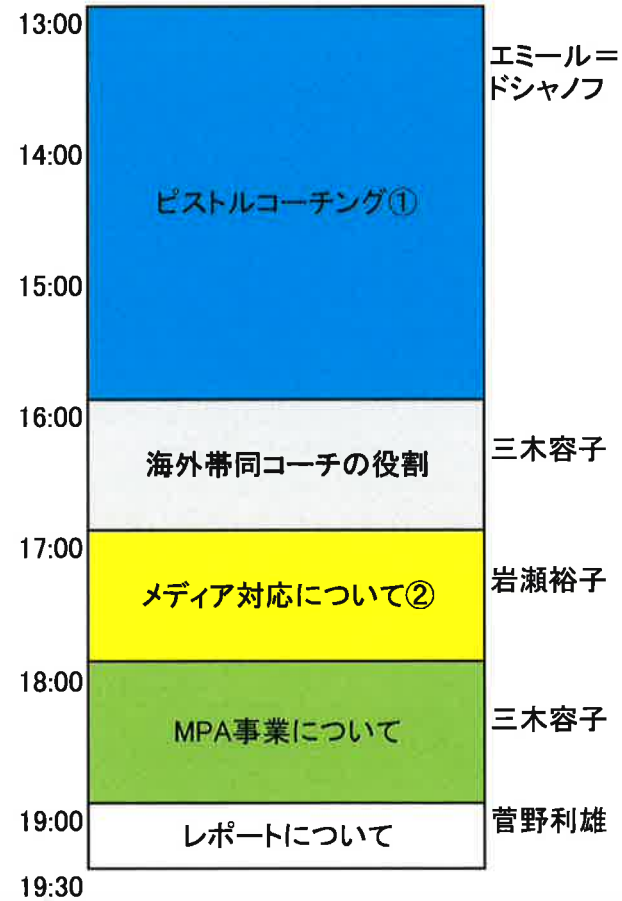 13:00
エミール=
ドシャノフ
14:00
ピストルコーチング①
15:00
16:00
三木容子
海外帯同コーチの役割
17:00
岩瀬裕子
メディア対応について②
18:00
三木容子
MPA事業について
19:00
菅野利雄
レポートについて
19:30